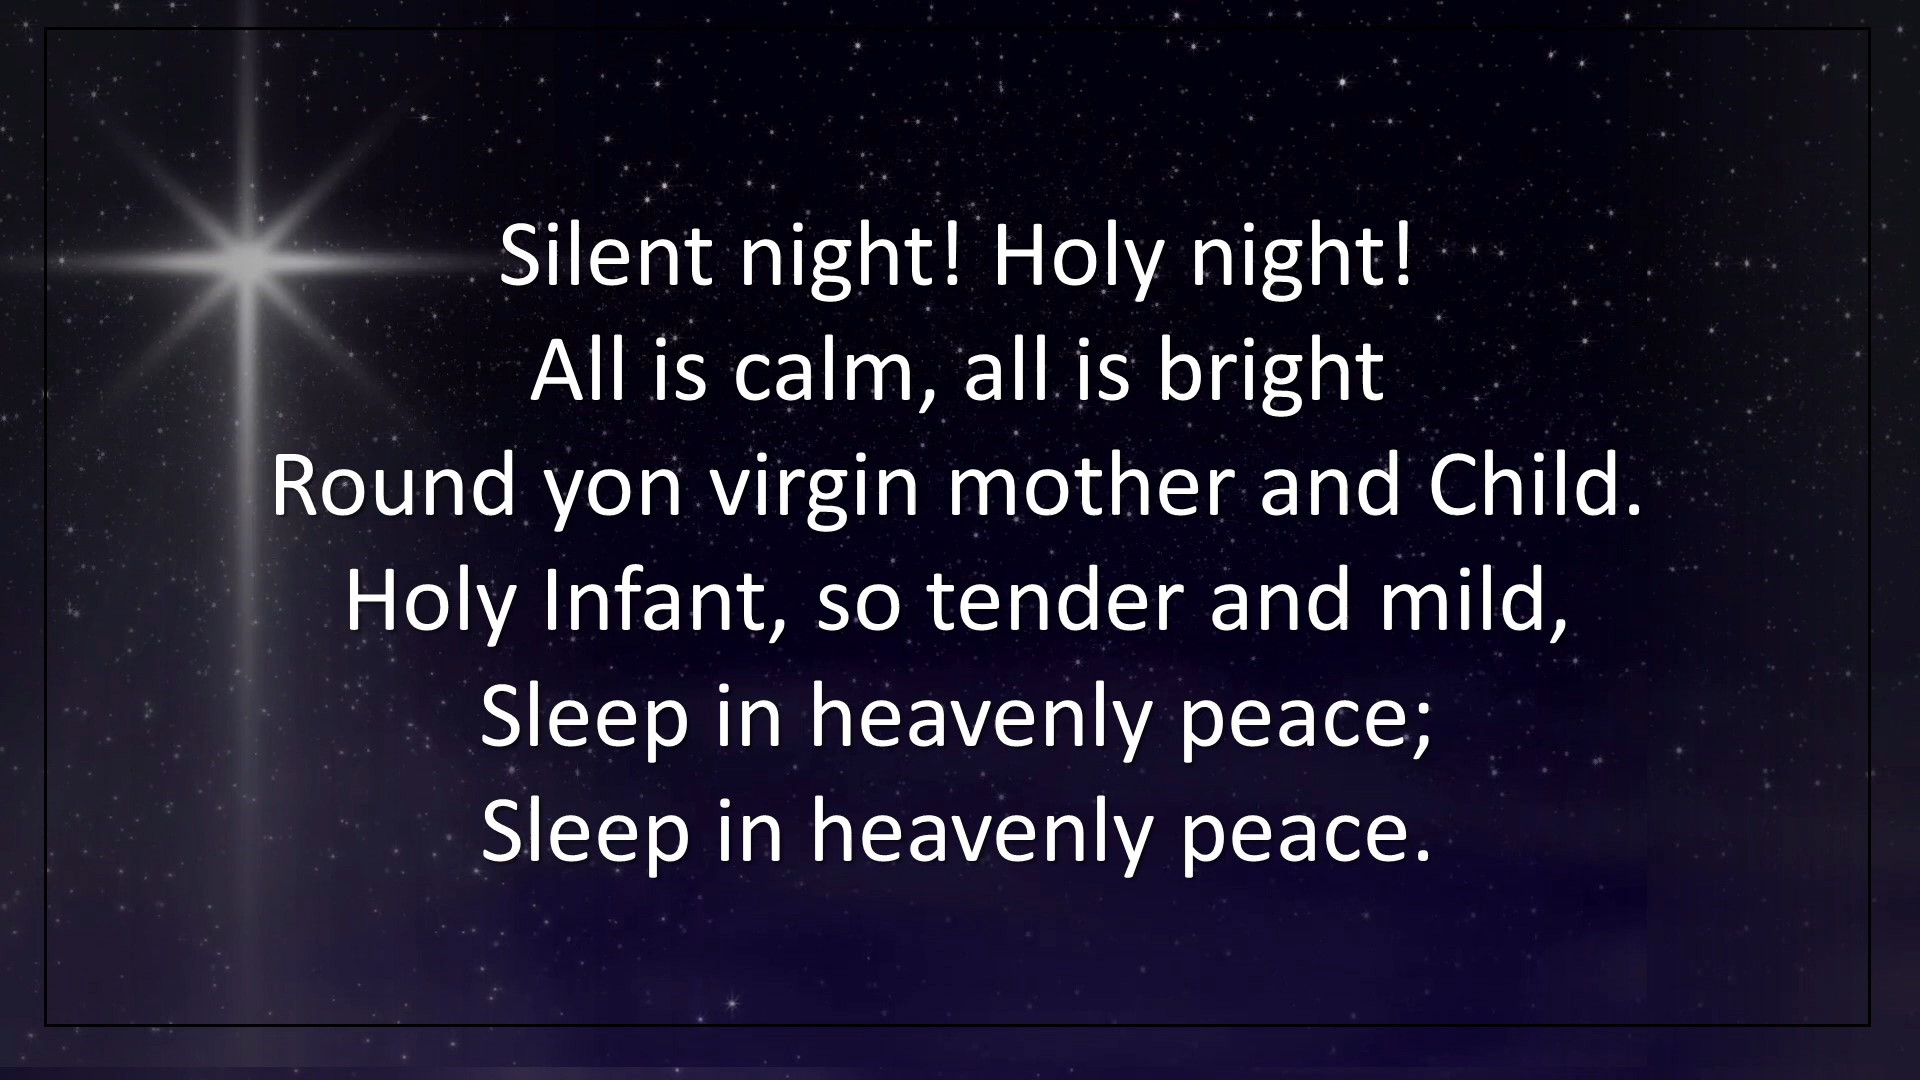 Silent night! Holy night!
All is calm, all is bright
Round yon virgin mother and Child.
Holy Infant, so tender and mild,
Sleep in heavenly peace;
Sleep in heavenly peace.